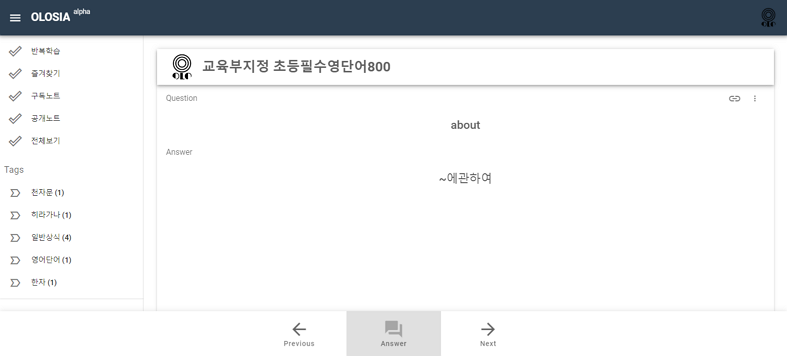 OLOSIA alpha
반복학습
즐겨찾기
구독노트
공개노트
전체보기
Tags
천자문 (1)
히라가나 (1)
일반상식 (4)
영어단어 (1)
한자 (1)
OLO 교육부지정 초등필수영단어800
Question
about
Answer
~에관하여
Previous
Answer
Next